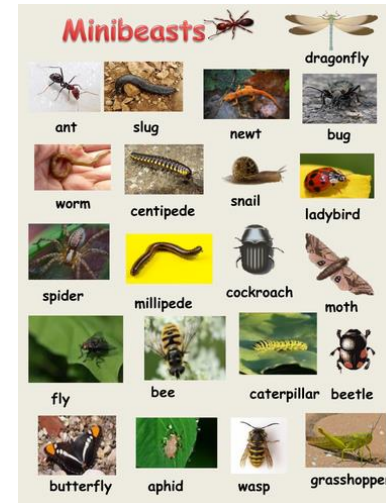 Minibeasts
dragonfly
ant slug newt bug
worm centipede snail ladybird
spider millipede cockroach moth
fly bee caterpillar beetle
butterfly aphid wasp grasshopper